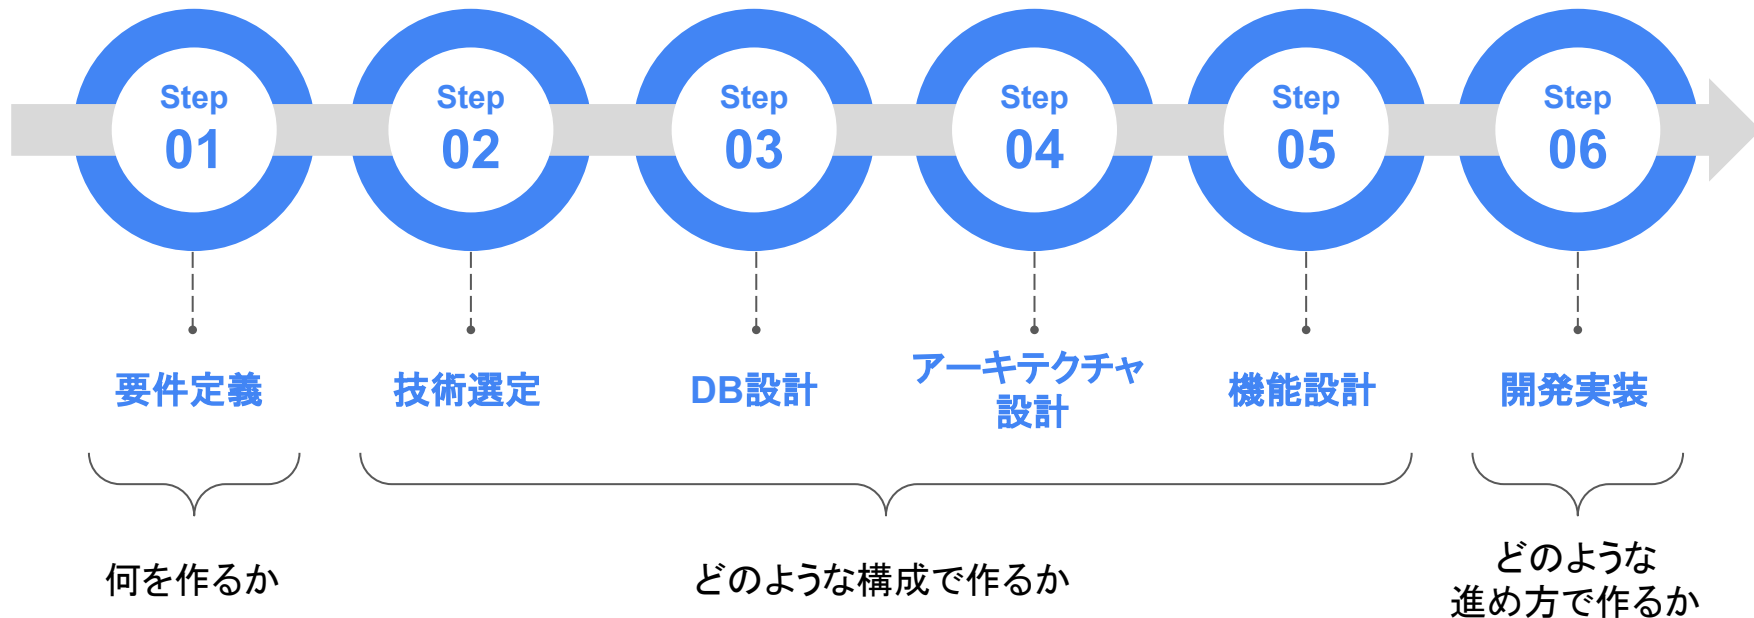 Step
01
Step
02
Step
03
Step
04
Step
05
Step
06
要件定義
技術選定
DB設計
アーキテクチャ
設計
機能設計
開発実装
何を作るか
どのような構成で作るか
どのような
進め方で作るか